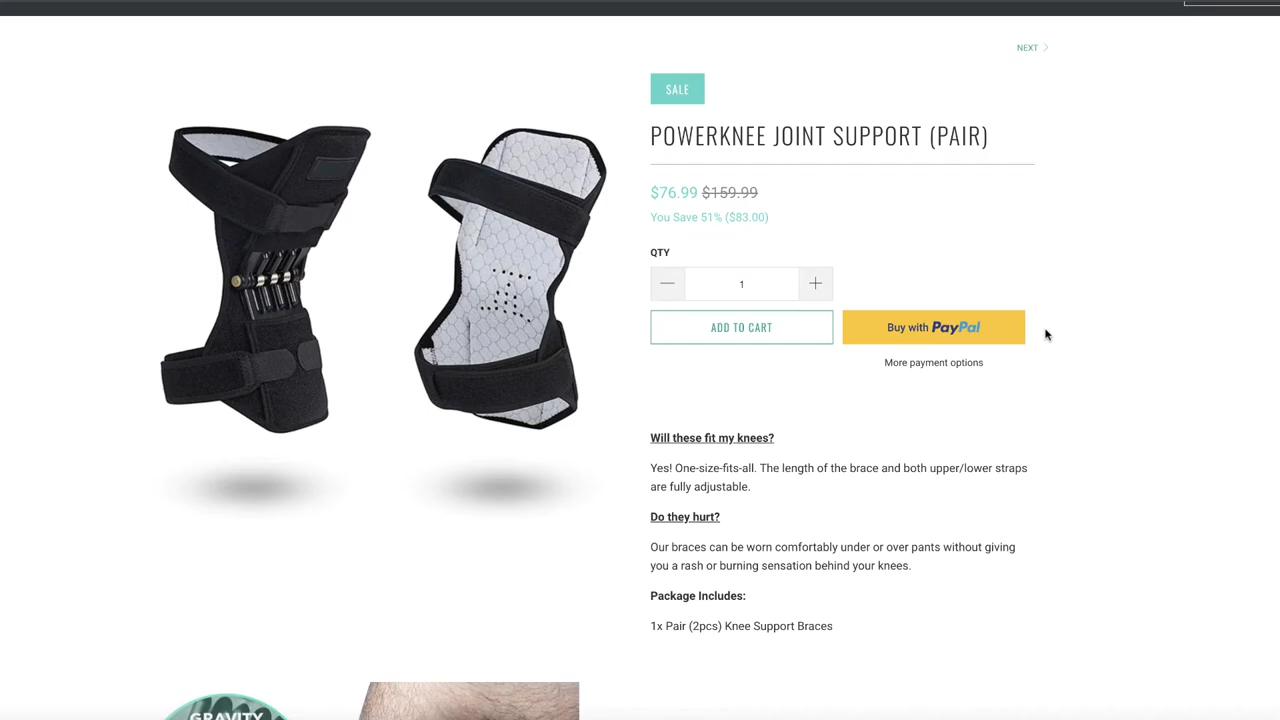 NEXT
SALE
POWERKNEE JOINT SUPPORT (PAIR)
$76.99 $159.99
You Save 51% ($83.00)
QTY
1
ADD TO CART
Buy with PayPal
More payment options
Will these fit my knees?
Yes! One-size-fits-all. The length of the brace and both upper/lower straps
are fully adjustable.
Do they hurt?
Our braces can be worn comfortably under or over pants without giving
you a rash or burning sensation behind your knees.
Package Includes:
1x Pair (2pcs) Knee Support Braces
GRAVITY